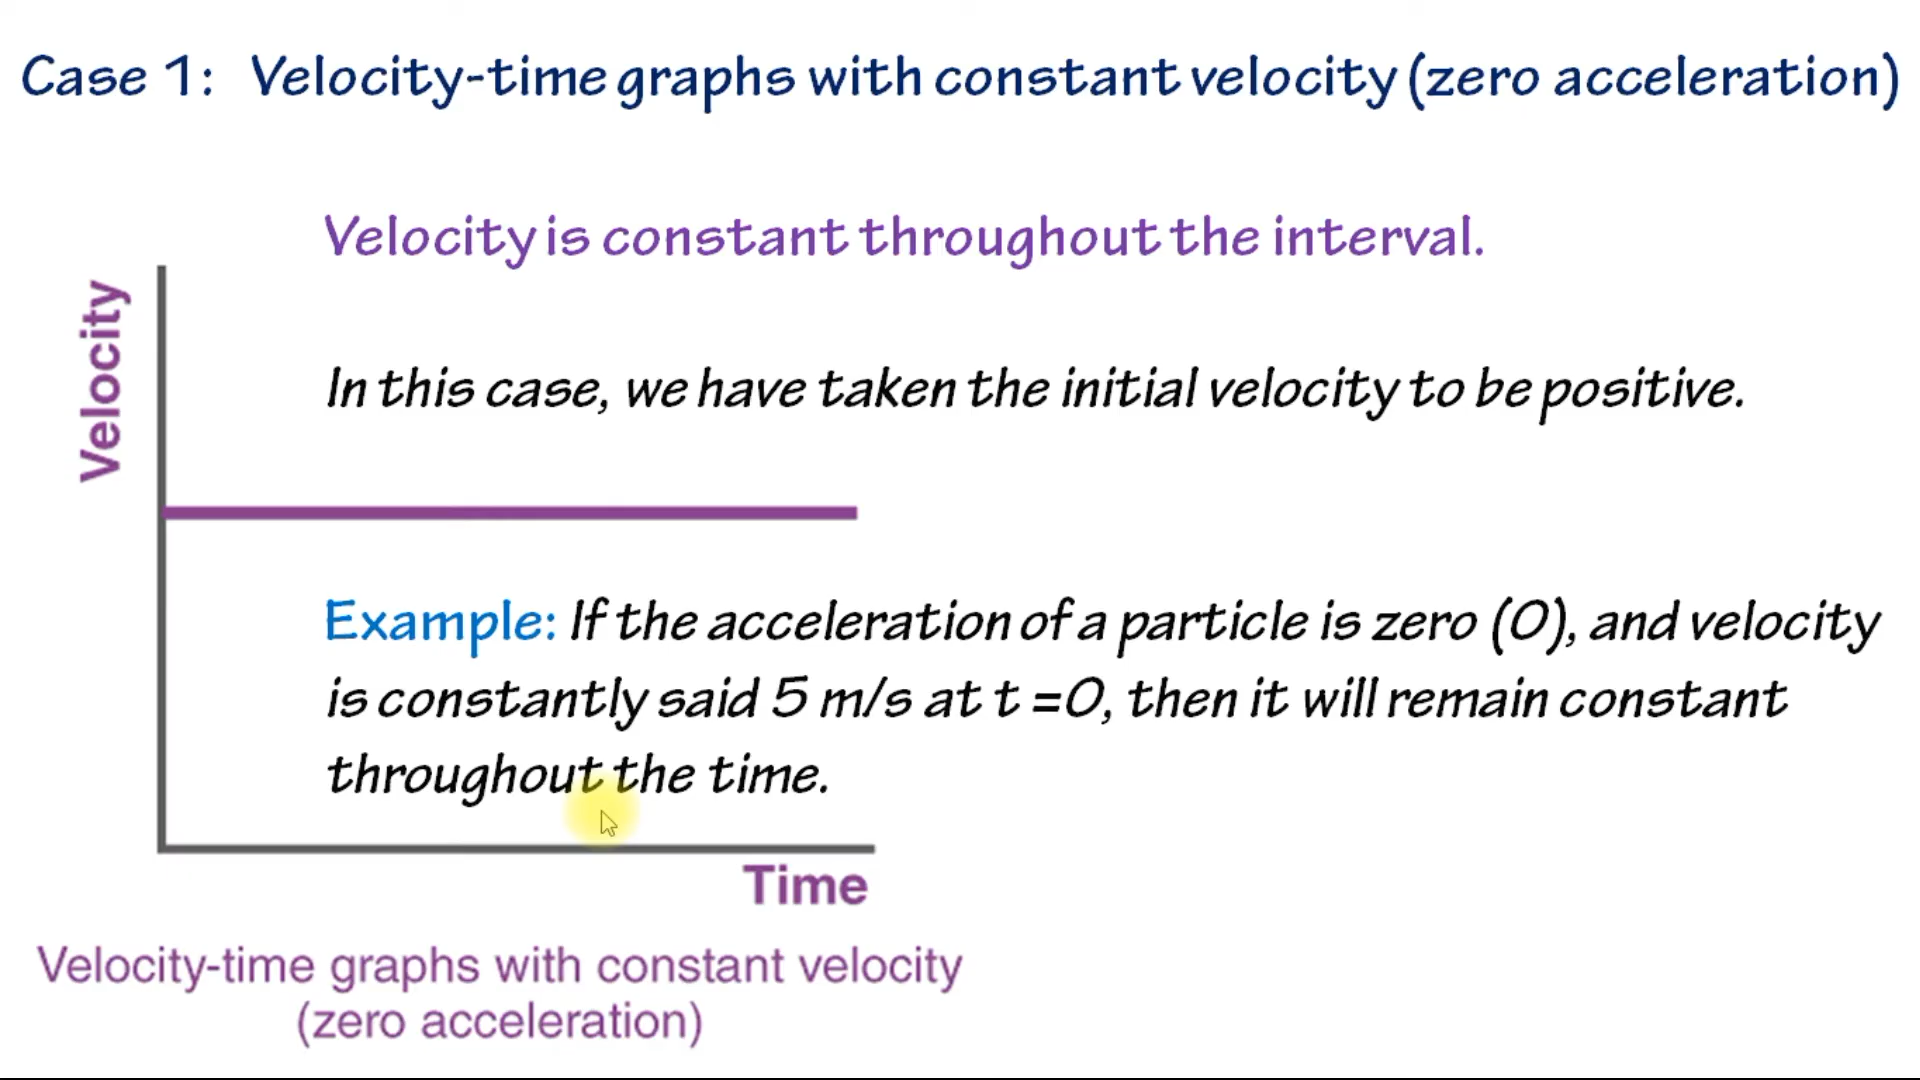 Case 1: Velocity-time graphs with constant velocity (zero acceleration)
Velocity is constant throughout the interval.
Velocity
In this case, we have taken the initial velocity to be positive.
Example: If the acceleration of a particle is zero (0), and velocity
is constantly said 5 m/s at t =0, then it will remain constant
throughout the time.
Time
Velocity-time graphs with constant velocity
(zero acceleration)